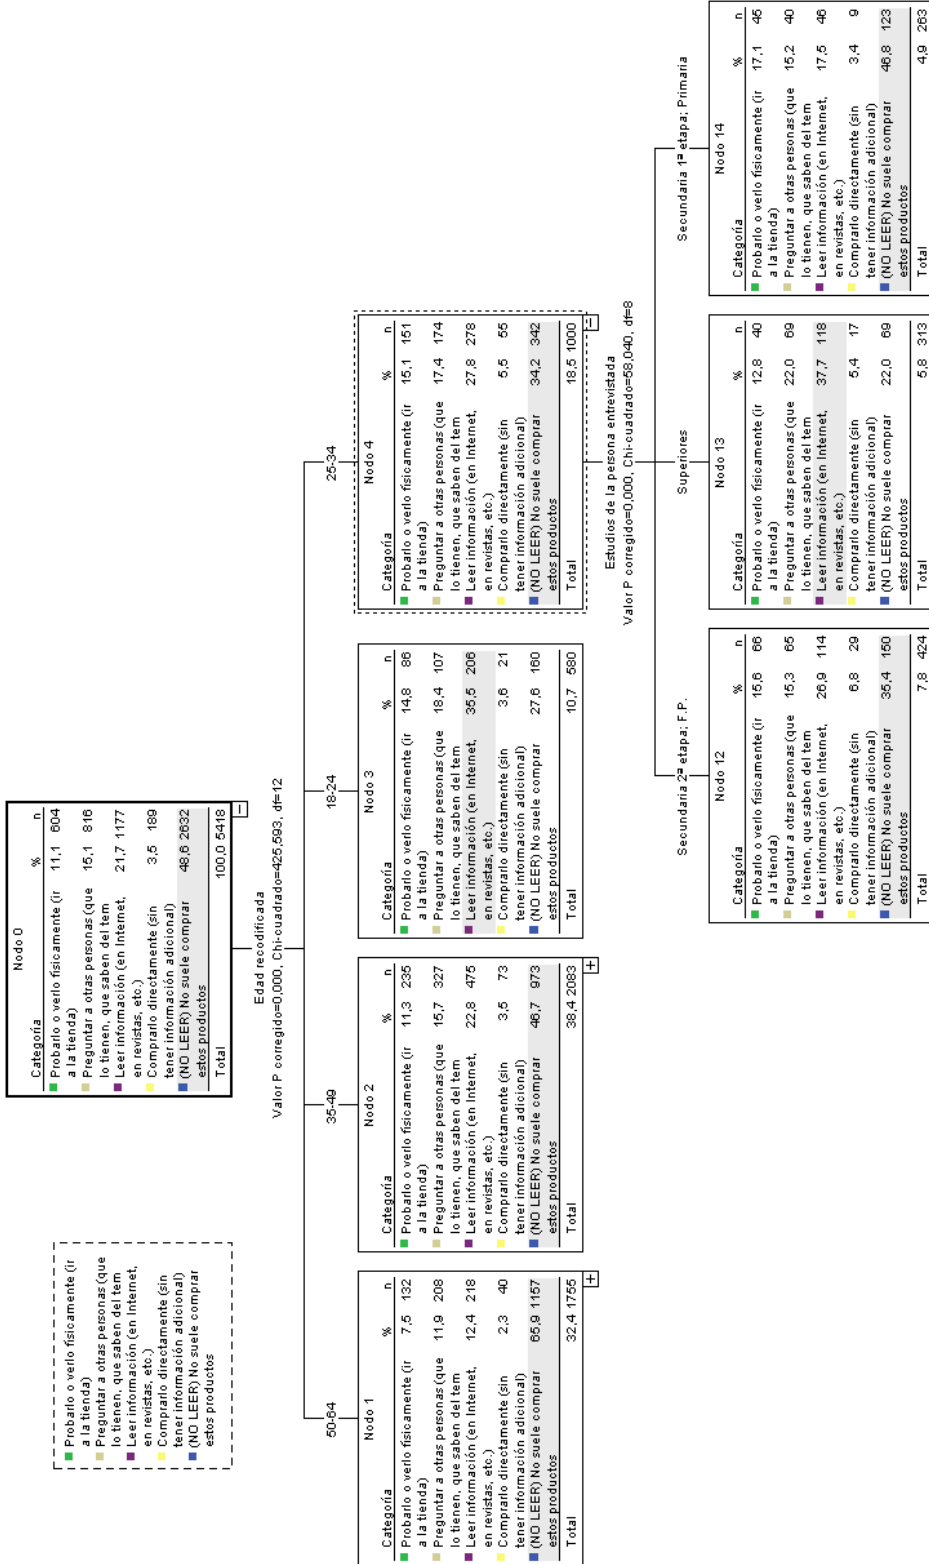 Probarlo o verlo físicamente (ir
a la tienda)
Preguntar a otras personas (que
lo tienen, que saben del tem
Leer información (en Internet,
en revistas, etc.)
Comprarlo directamente (sin
tener información adicional)
(NO LEER) No suele comprar
estos productos
Nodo 0
Categoría % n
Probarlo o verlo físicamente (ir 11,1 604
a la tienda)
Preguntar a otras personas (que 15,1 816
lo tienen, que saben del tem
Leer información (en Internet, 21,7 1177
en revistas, etc.)
Comprarlo directamente (sin 3,5 189
tener información adicional)
(NO LEER) No suele comprar 48,6 2632
estos productos
Total 100,0 5418
Edad recodificada
Valor P corregido=0,000, Chi-cuadrado=425,593, df=12
50-64
Nodo 1
Categoría % n
Probarlo o verlo físicamente (ir 7,5 132
a la tienda)
Preguntar a otras personas (que 11,9 208
lo tienen, que saben del tem
Leer información (en Internet, 12,4 218
en revistas, etc.)
Comprarlo directamente (sin 2,3 40
tener información adicional)
(NO LEER) No suele comprar 65,9 1157
estos productos
Total 32,4 1755
35-49
Nodo 2
Categoría % n
Probarlo o verlo físicamente (ir 11,3 235
a la tienda)
Preguntar a otras personas (que 15,7 327
lo tienen, que saben del tem
Leer información (en Internet, 22,8 475
en revistas, etc.)
Comprarlo directamente (sin 3,5 73
tener información adicional)
(NO LEER) No suele comprar 46,7 973
estos productos
Total 38,4 2083
18-24
Nodo 3
Categoría % n
Probarlo o verlo físicamente (ir 14,8 86
a la tienda)
Preguntar a otras personas (que 18,4 107
lo tienen, que saben del tem
Leer información (en Internet, 35,5 206
en revistas, etc.)
Comprarlo directamente (sin 3,6 21
tener información adicional)
(NO LEER) No suele comprar 27,6 160
estos productos
Total 10,7 580
25-34
Nodo 4
Categoría % n
Probarlo o verlo físicamente (ir 15,1 151
a la tienda)
Preguntar a otras personas (que 17,4 174
lo tienen, que saben del tem
Leer información (en Internet, 27,8 278
en revistas, etc.)
Comprarlo directamente (sin 5,5 55
tener información adicional)
(NO LEER) No suele comprar 34,2 342
estos productos
Total 18,5 1000
Estudios de la persona entrevistada
Valor P corregido=0,000, Chi-cuadrado=58,040, df=8
Secundaria 2ª etapa; F.P.
Nodo 12
Categoría % n
Probarlo o verlo físicamente (ir 15,6 66
a la tienda)
Preguntar a otras personas (que 15,3 65
lo tienen, que saben del tem
Leer información (en Internet, 26,9 114
en revistas, etc.)
Comprarlo directamente (sin 6,8 29
tener información adicional)
(NO LEER) No suele comprar 35,4 150
estos productos
Total 7,8 424
Superiores
Nodo 13
Categoría % n
Probarlo o verlo físicamente (ir 12,8 40
a la tienda)
Preguntar a otras personas (que 22,0 69
lo tienen, que saben del tem
Leer información (en Internet, 37,7 118
en revistas, etc.)
Comprarlo directamente (sin 5,4 17
tener información adicional)
(NO LEER) No suele comprar 22,0 69
estos productos
Total 5,8 313
Secundaria 1ª etapa; Primaria
Nodo 14
Categoría % n
Probarlo o verlo físicamente (ir 17,1 45
a la tienda)
Preguntar a otras personas (que 15,2 40
lo tienen, que saben del tem
Leer información (en Internet, 17,5 46
en revistas, etc.)
Comprarlo directamente (sin 3,4 9
tener información adicional)
(NO LEER) No suele comprar 46,8 123
estos productos
Total 4,9 263